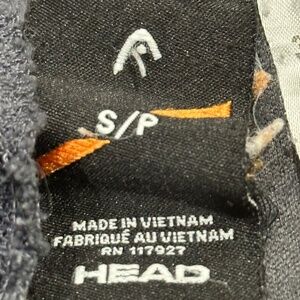 S/P
MADE IN VIETNAM
FABRIQUÉ AU VIETNAM
RN 117927
HEAD